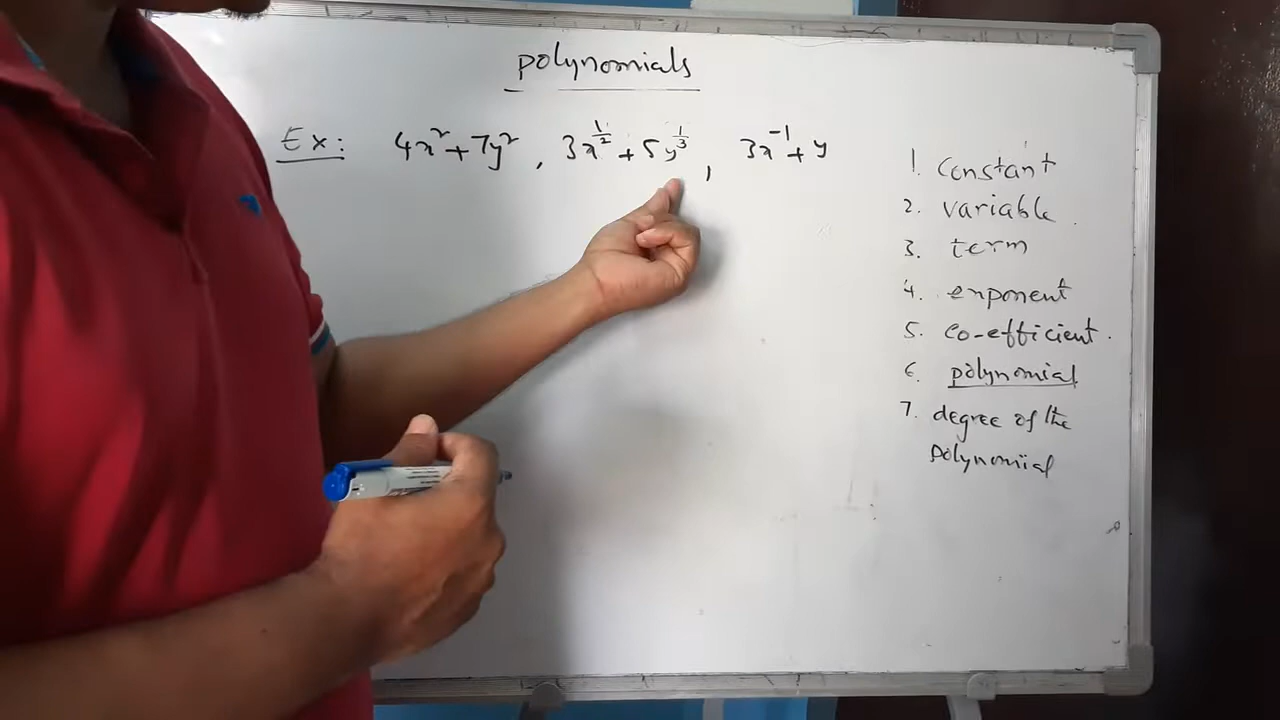 polynomials
Ex: 4x²+7y², 3x^(1/2)+5y^(1/3), 3x⁻¹+y
1. constant
2. variable.
3. term
4. exponent
5. co-efficient.
6. polynomial
7. degree of the
polynomial